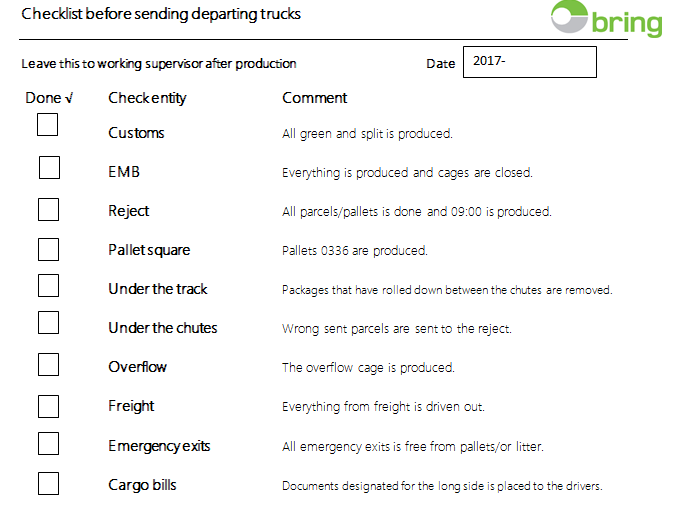 Checklist before sending departing trucks
bring
Leave this to working supervisor after production
Date 2017-
Done √ Check entity Comment
Customs All green and split is produced.
EMB Everything is produced and cages are closed.
Reject All parcels/pallets is done and 09:00 is produced.
Pallet square Pallets 0336 are produced.
Under the track Packages that have rolled down between the chutes are removed.
Under the chutes Wrong sent parcels are sent to the reject.
Overflow The overflow cage is produced.
Freight Everything from freight is driven out.
Emergency exits All emergency exits is free from pallets/or litter.
Cargo bills Documents designated for the long side is placed to the drivers.